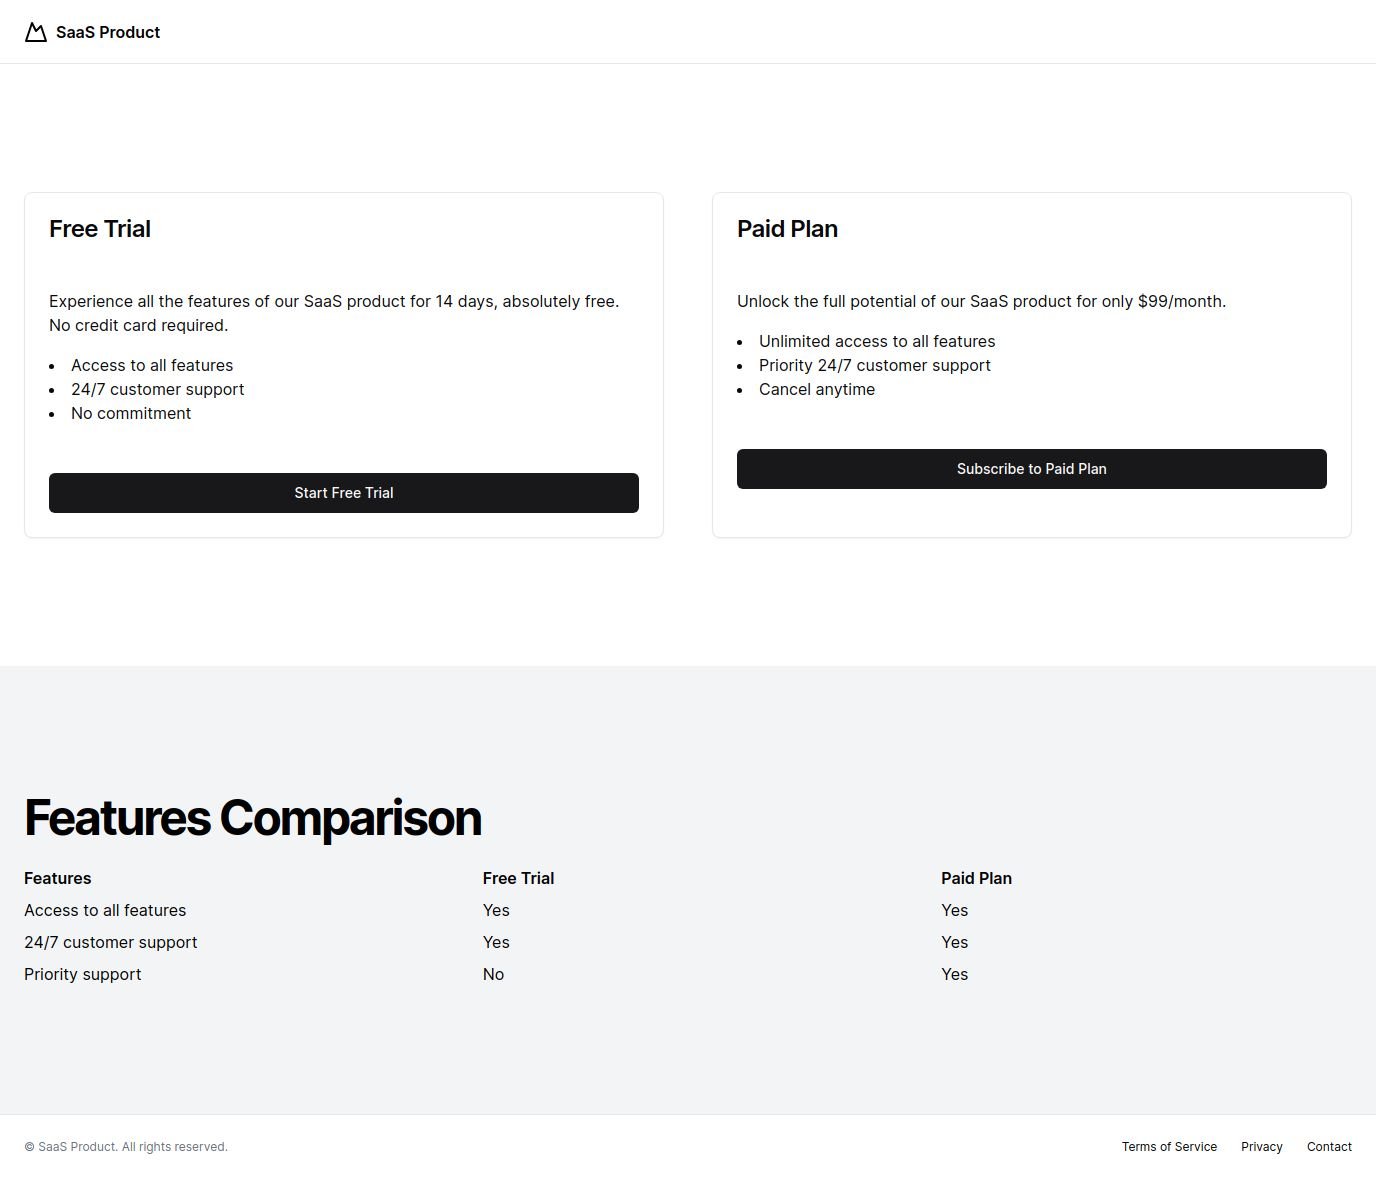 SaaS Product
Free Trial
Experience all the features of our SaaS product for 14 days, absolutely free.
No credit card required.
• Access to all features
• 24/7 customer support
• No commitment
Start Free Trial
Paid Plan
Unlock the full potential of our SaaS product for only $99/month.
• Unlimited access to all features
• Priority 24/7 customer support
• Cancel anytime
Subscribe to Paid Plan
Features Comparison
Features Free Trial Paid Plan
Access to all features Yes Yes
24/7 customer support Yes Yes
Priority support No Yes
© SaaS Product. All rights reserved. Terms of Service Privacy Contact